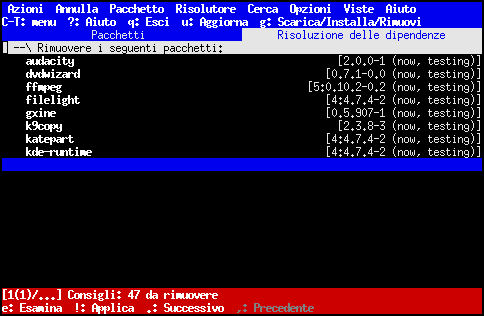 Azioni Annulla Pacchetto Risolutore Cerca Opzioni Viste Aiuto
C-T: menu ?: Aiuto q: Esci u: Aggiorna g: Scarica/Installa/Rimuovi
Pacchetti Risoluzione delle dipendenze
--\ Rimuovere i seguenti pacchetti:
audacity [2.0.0-1 (now, testing)]
dvdwizard [0.7.1-0.0 (now, testing)]
ffmpeg [5:0.10.2-0.2 (now, testing)]
filelight [4:4.7.4-2 (now, testing)]
gxine [0.5.907-1 (now, testing)]
k9copy [2.3.8-3 (now, testing)]
katepart [4:4.7.4-2 (now, testing)]
kde-runtime [4:4.7.4-2 (now, testing)]
[1(1)/...] Consigli: 47 da rimuovere
e: Esamina !: Applica .: Successivo ,: Precedente